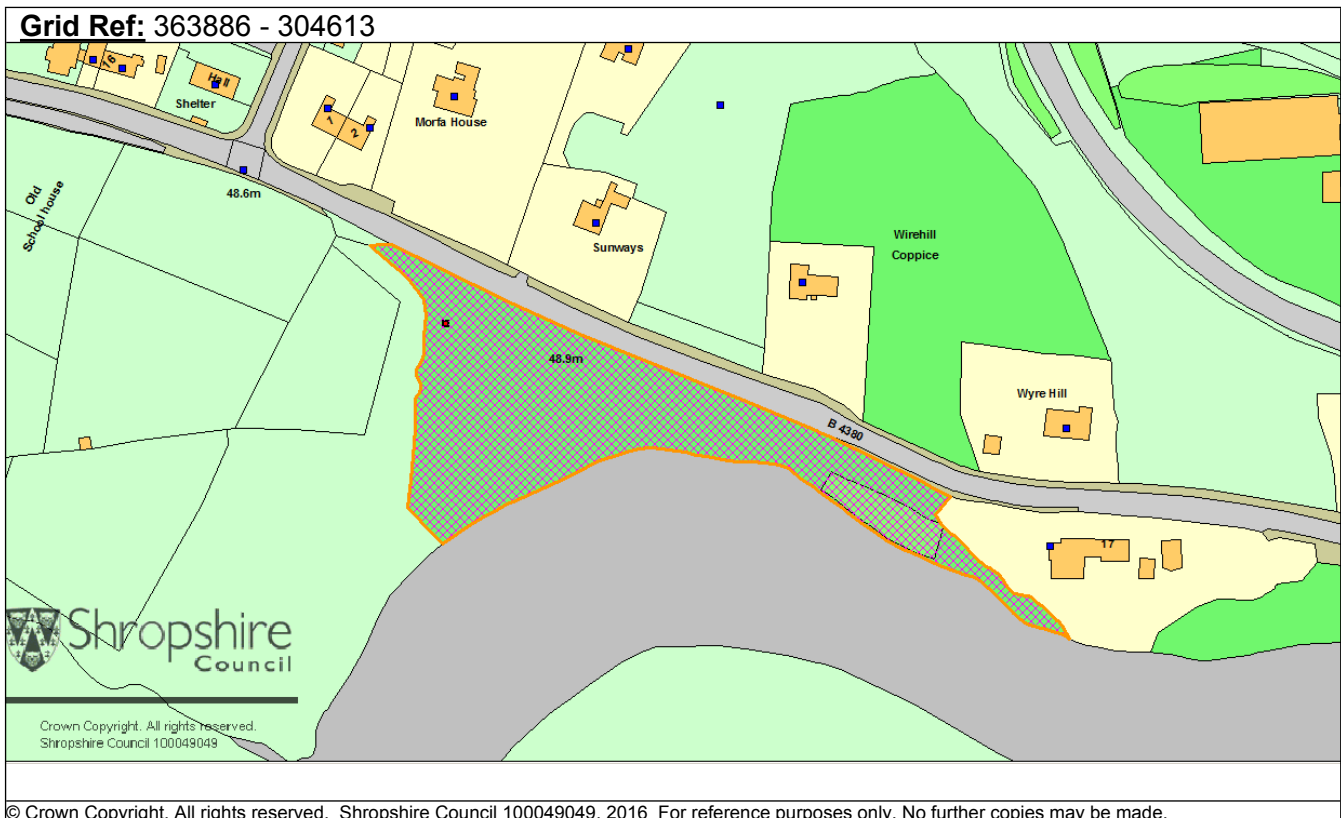 Grid Ref: 363886 - 304613
16
Hall
Shelter
1
2
Morfa House
48.6m
Old
School house
Sunways
Wirehill
Coppice
48.9m
Wyre Hill
B 4380
17
Shropshire
Council
Crown Copyright. All rights reserved.
Shropshire Council 100049049
© Crown Copyright. All rights reserved. Shropshire Council 100049049. 2016 For reference purposes only. No further copies may be made.